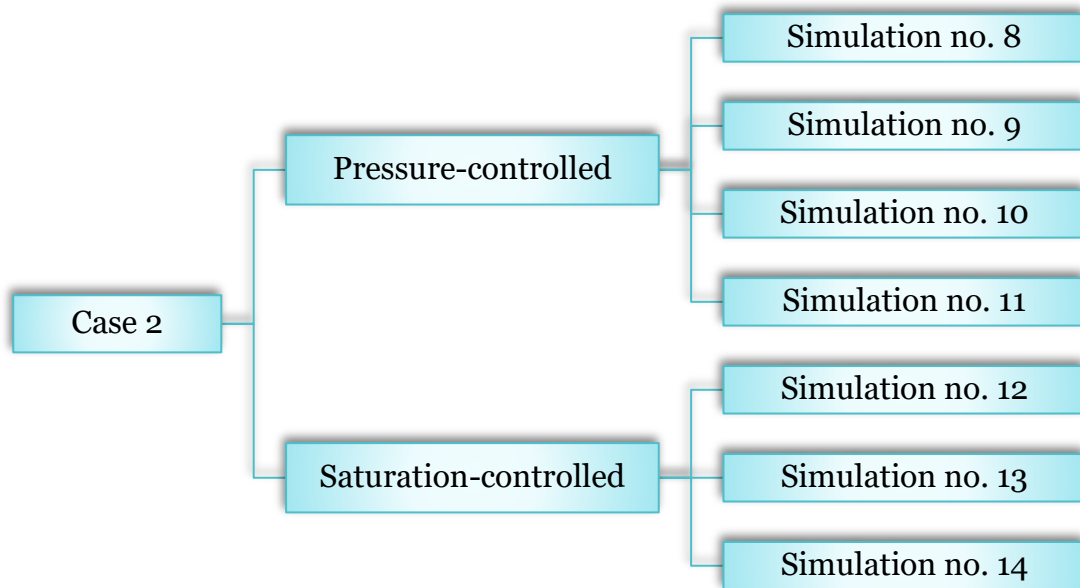 Case 2
Pressure-controlled
Simulation no. 8
Simulation no. 9
Simulation no. 10
Simulation no. 11
Saturation-controlled
Simulation no. 12
Simulation no. 13
Simulation no. 14